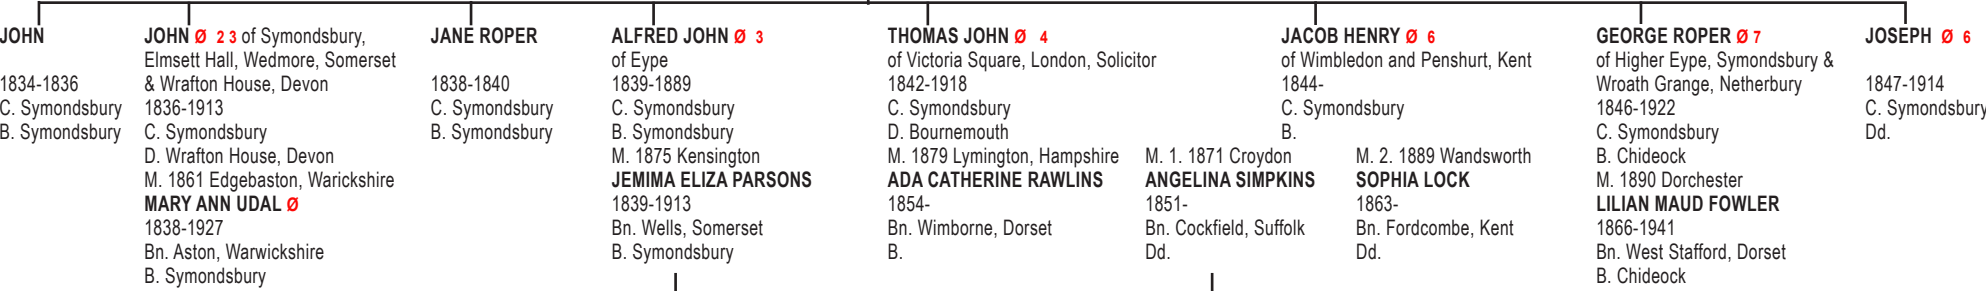 JOHN
1834-1836
C. Symondsbury
B. Symondsbury
JOHN Ø 2 3 of Symondsbury,
Elmsett Hall, Wedmore, Somerset
& Wrafton House, Devon
1836-1913
C. Symondsbury
D. Wrafton House, Devon
M. 1861 Edgebaston, Warickshire
MARY ANN UDAL Ø
1838-1927
Bn. Aston, Warwickshire
B. Symondsbury
JANE ROPER
1838-1840
C. Symondsbury
B. Symondsbury
ALFRED JOHN Ø 3
of Eype
1839-1889
C. Symondsbury
B. Symondsbury
M. 1875 Kensington
JEMIMA ELIZA PARSONS
1839-1913
Bn. Wells, Somerset
B. Symondsbury
THOMAS JOHN Ø 4
of Victoria Square, London, Solicitor
1842-1918
C. Symondsbury
D. Bournemouth
M. 1879 Lymington, Hampshire
ADA CATHERINE RAWLINS
1854-
Bn. Wimborne, Dorset
B.
JACOB HENRY Ø 6
of Wimbledon and Penshurt, Kent
1844-
C. Symondsbury
B.
M. 1. 1871 Croydon
ANGELINA SIMPKINS
1851-
Bn. Cockfield, Suffolk
Dd.
M. 2. 1889 Wandsworth
SOPHIA LOCK
1863-
Bn. Fordcombe, Kent
Dd.
GEORGE ROPER Ø 7
of Higher Eype, Symondsbury &
Wroath Grange, Netherbury
1846-1922
C. Symondsbury
B. Chideock
M. 1890 Dorchester
LILIAN MAUD FOWLER
1866-1941
Bn. West Stafford, Dorset
B. Chideock
JOSEPH Ø 6
1847-1914
C. Symondsbury
Dd.